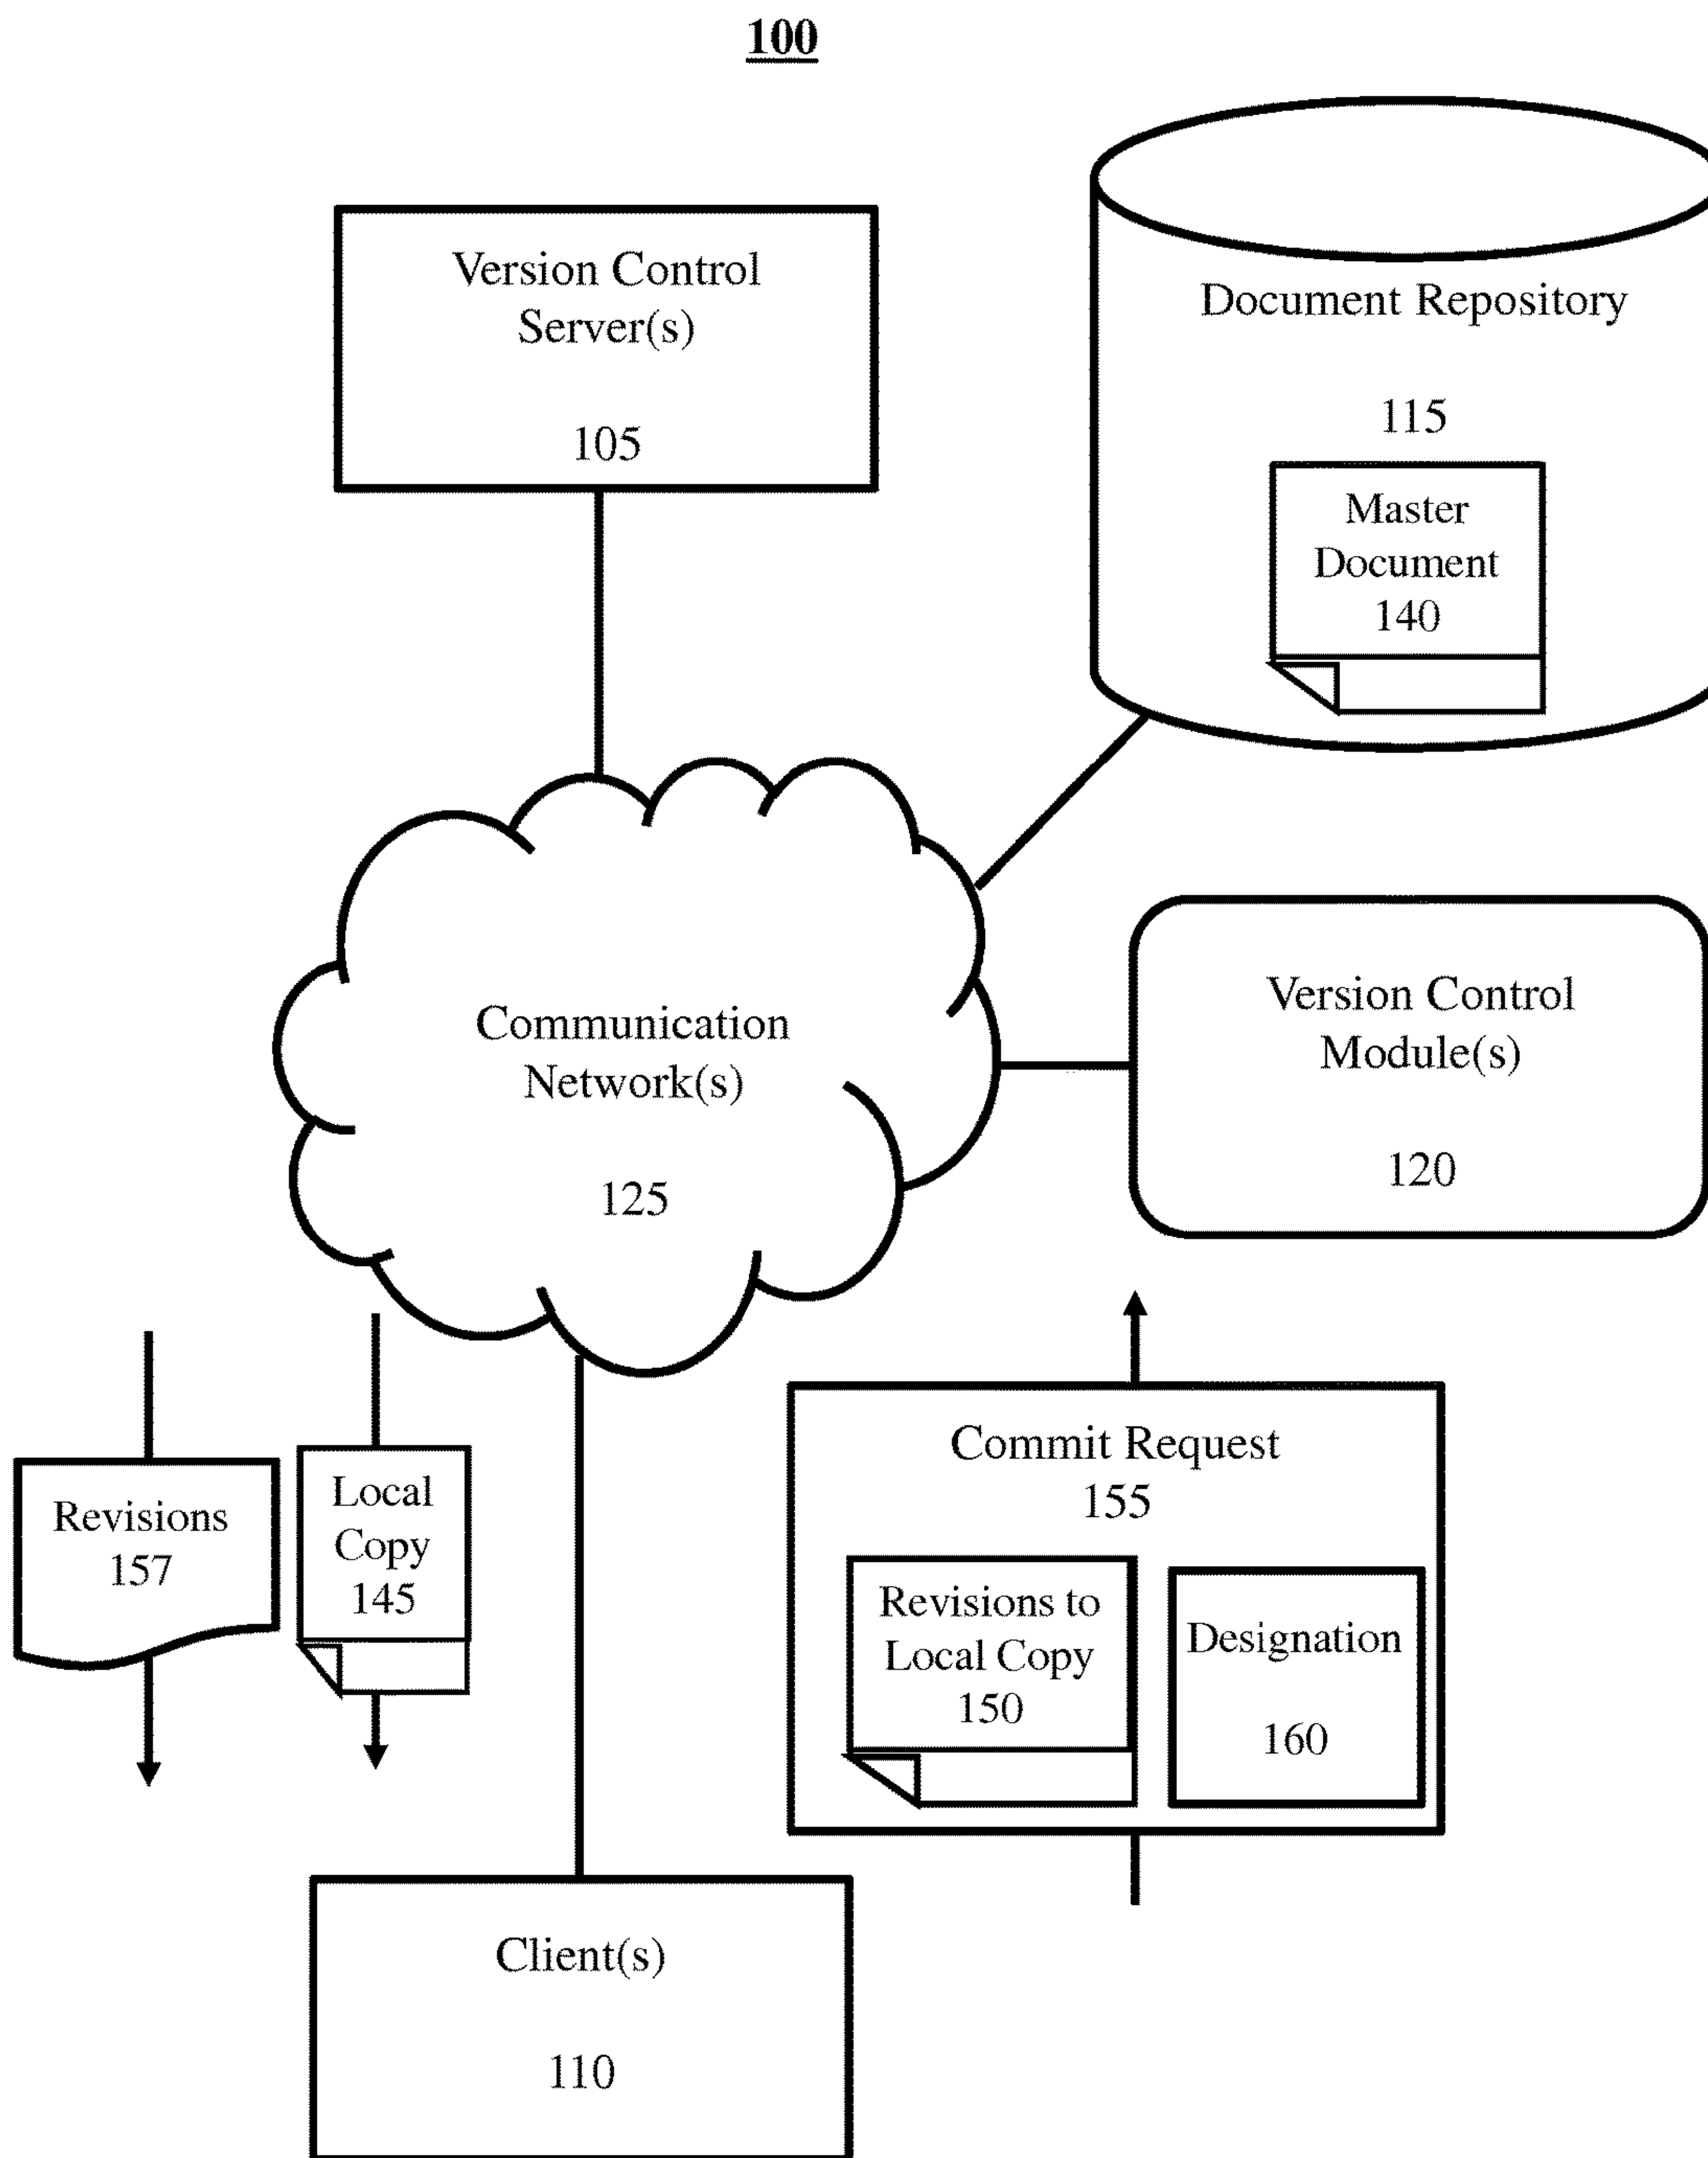 100
Version Control
Server(s)
105
Document Repository
115
Master
Document
140
Communication
Network(s)
125
Version Control
Module(s)
120
Revisions
157
Local
Copy
145
Commit Request
155
Revisions to
Local Copy
150
Designation
160
Client(s)
110